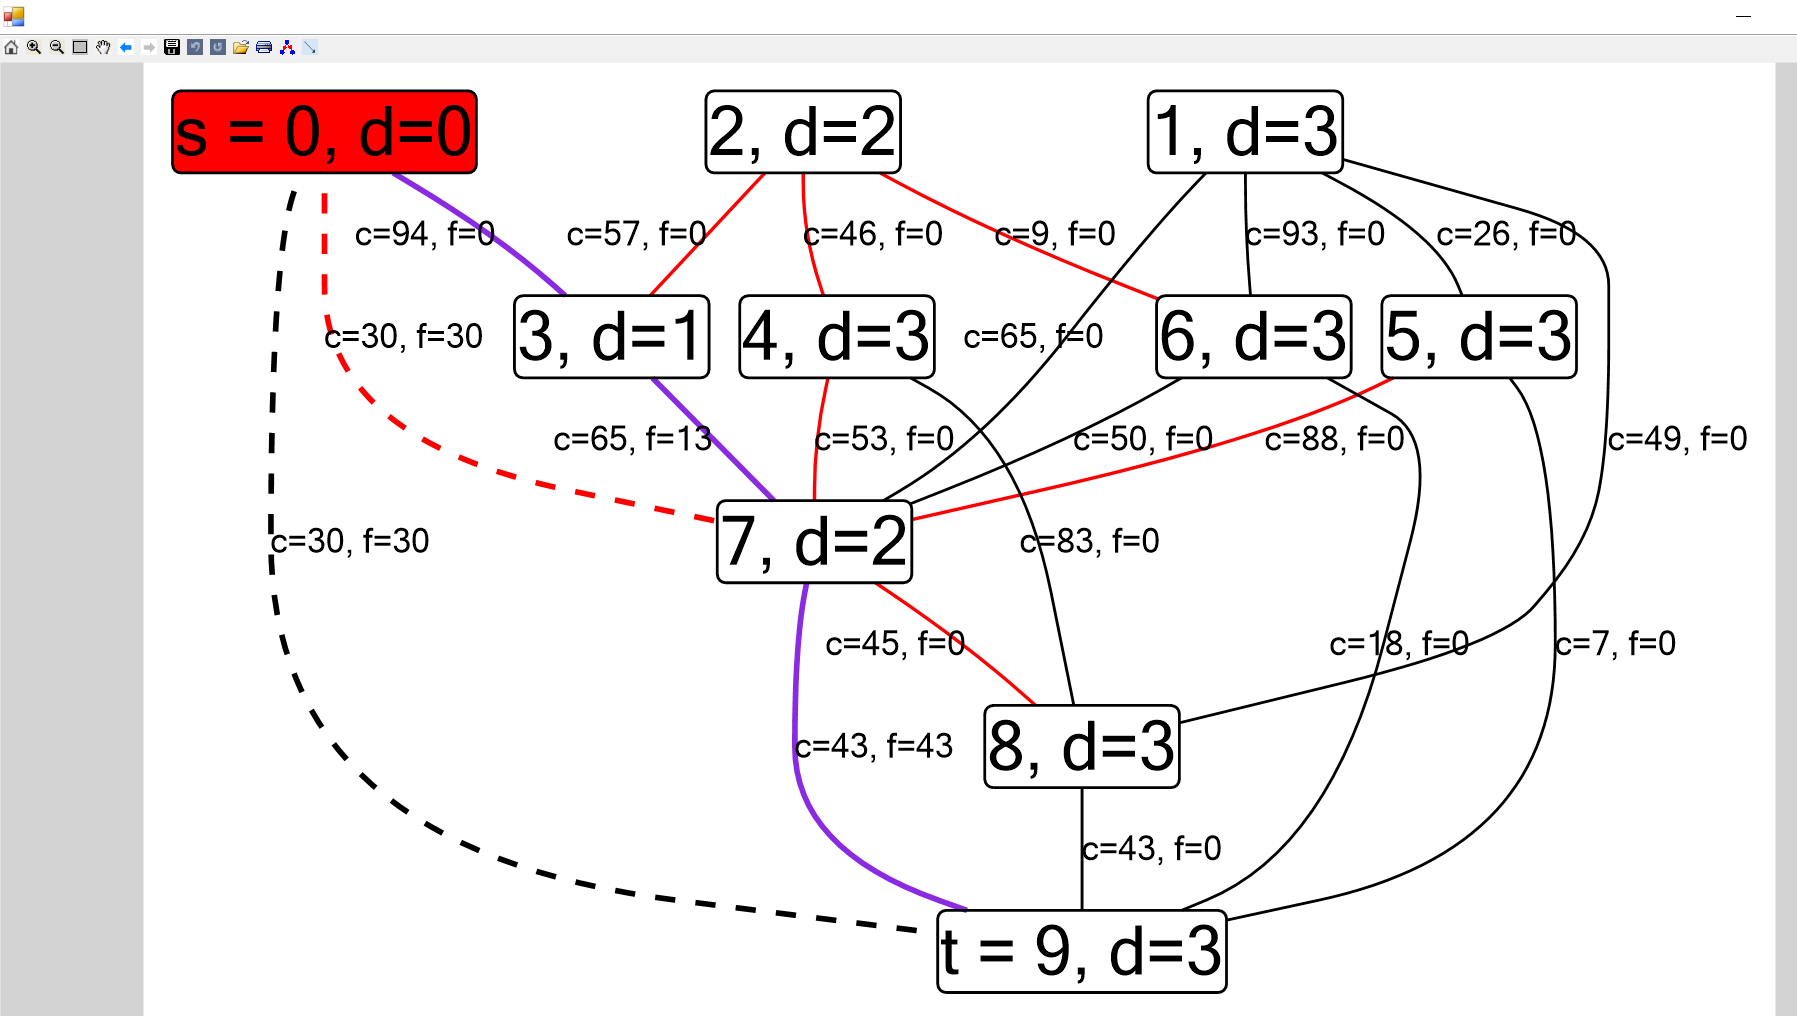 s = 0, d=0
2, d=2
1, d=3
c=94, f=0
c=57, f=0
c=46, f=0
c=9, f=0
c=93, f=0
c=26, f=0
c=30, f=30
3, d=1
4, d=3
c=65, f=0
6, d=3
5, d=3
c=65, f=13
c=53, f=0
c=50, f=0
c=88, f=0
c=49, f=0
c=30, f=30
7, d=2
c=83, f=0
c=45, f=0
c=18, f=0
c=7, f=0
c=43, f=43
8, d=3
c=43, f=0
t = 9, d=3